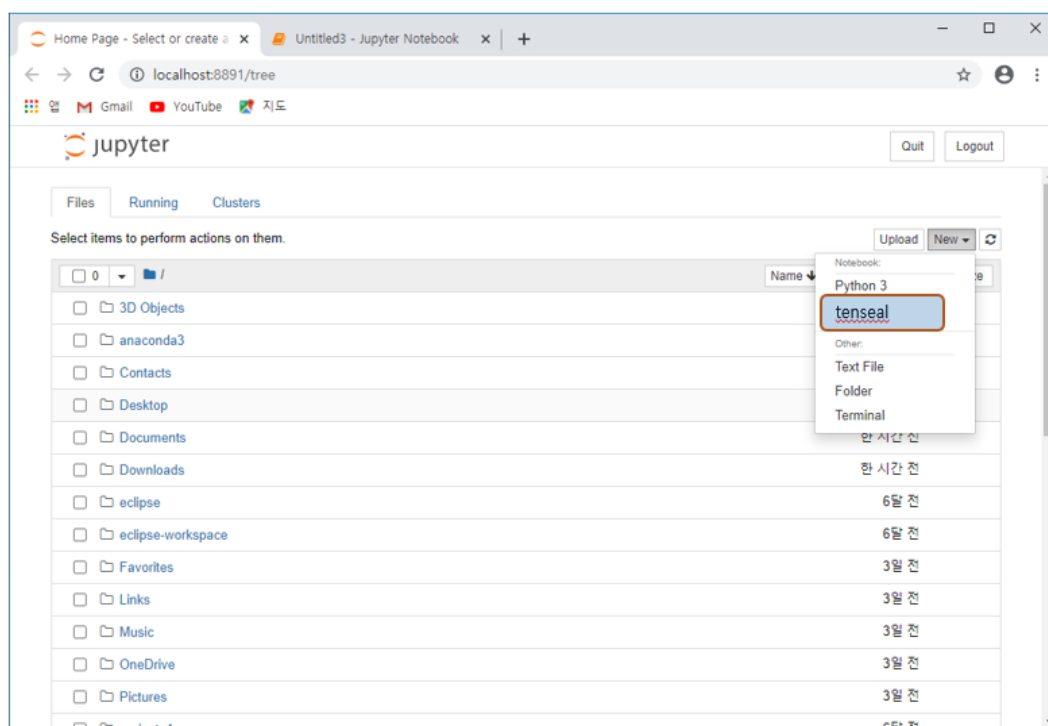 Home Page - Select or create a
Untitled3 - Jupyter Notebook
localhost:8891/tree
앱 Gmail YouTube 지도
jupyter Quit Logout
Files Running Clusters
Select items to perform actions on them. Upload New
0 / Name
Notebook:
Python 3
tenseal
Other:
Text File
Folder
Terminal
3D Objects
anaconda3
Contacts
Desktop
Documents 한 시간 전
Downloads 한 시간 전
eclipse 6달 전
eclipse-workspace 6달 전
Favorites 3일 전
Links 3일 전
Music 3일 전
OneDrive 3일 전
Pictures 3일 전